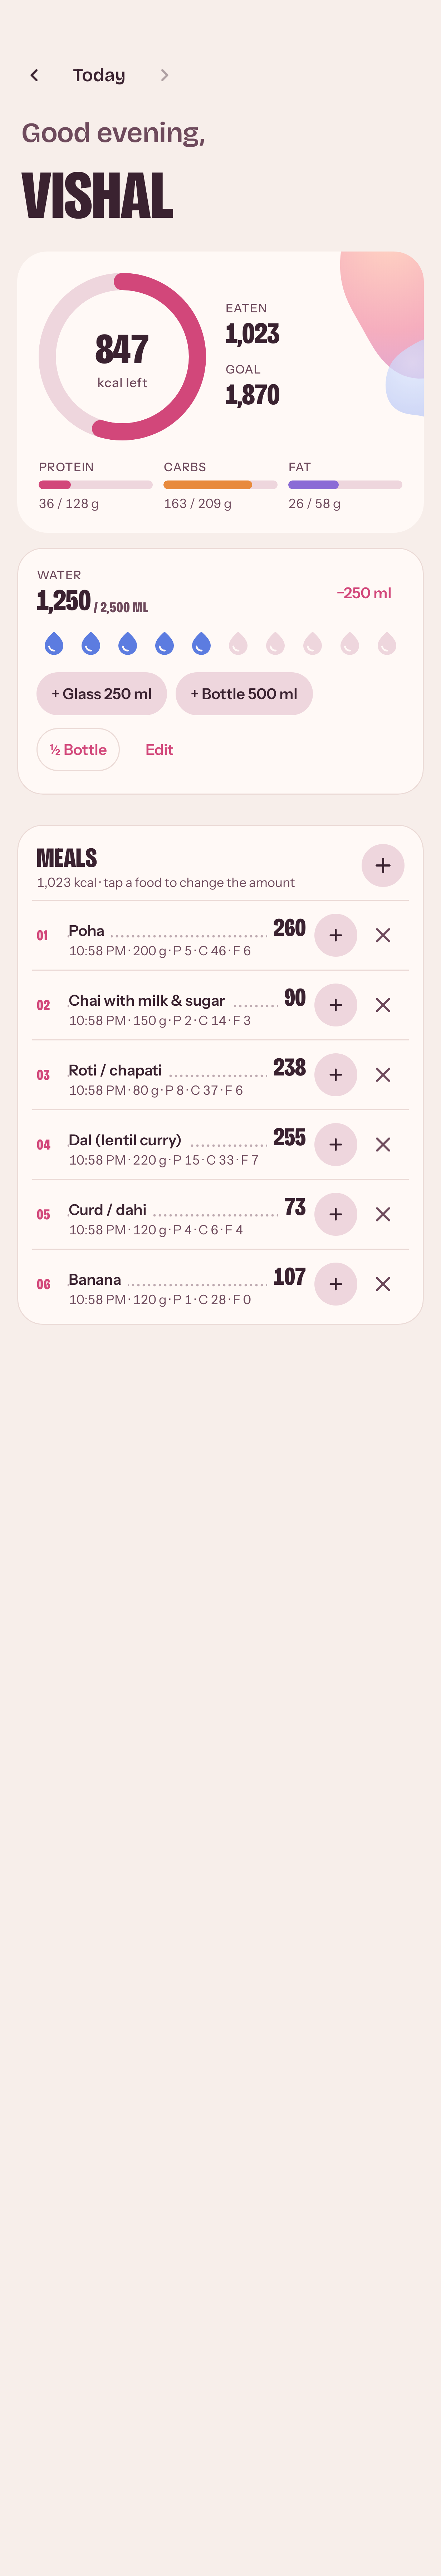 Today
Good evening,
VISHAL
847
kcal left
EATEN
1,023
GOAL
1,870
PROTEIN CARBS FAT
36 / 128 g 163 / 209 g 26 / 58 g
WATER
1,250 / 2,500 ML
−250 ml
+ Glass 250 ml + Bottle 500 ml
½ Bottle Edit
MEALS
1,023 kcal · tap a food to change the amount
01 Poha 260
10:58 PM · 200 g · P 5 · C 46 · F 6
02 Chai with milk & sugar 90
10:58 PM · 150 g · P 2 · C 14 · F 3
03 Roti / chapati 238
10:58 PM · 80 g · P 8 · C 37 · F 6
04 Dal (lentil curry) 255
10:58 PM · 220 g · P 15 · C 33 · F 7
05 Curd / dahi 73
10:58 PM · 120 g · P 4 · C 6 · F 4
06 Banana 107
10:58 PM · 120 g · P 1 · C 28 · F 0